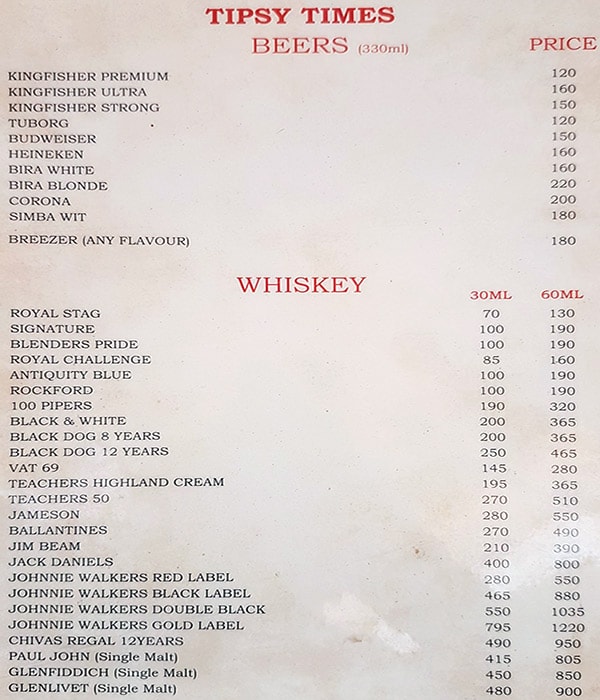 TIPSY TIMES
BEERS (330ml) PRICE
KINGFISHER PREMIUM 120
KINGFISHER ULTRA 160
KINGFISHER STRONG 150
TUBORG 120
BUDWEISER 150
HEINEKEN 160
BIRA WHITE 160
BIRA BLONDE 220
CORONA 200
SIMBA WIT 180
BREEZER (ANY FLAVOUR) 180
WHISKEY
30ML 60ML
ROYAL STAG 70 130
SIGNATURE 100 190
BLENDERS PRIDE 100 190
ROYAL CHALLENGE 85 160
ANTIQUITY BLUE 100 190
ROCKFORD 100 190
100 PIPERS 190 320
BLACK & WHITE 200 365
BLACK DOG 8 YEARS 200 365
BLACK DOG 12 YEARS 250 465
VAT 69 145 280
TEACHERS HIGHLAND CREAM 195 365
TEACHERS 50 270 510
JAMESON 280 550
BALLANTINES 270 490
JIM BEAM 210 390
JACK DANIELS 400 800
JOHNNIE WALKERS RED LABEL 280 550
JOHNNIE WALKERS BLACK LABEL 465 880
JOHNNIE WALKERS DOUBLE BLACK 550 1035
JOHNNIE WALKERS GOLD LABEL 795 1220
CHIVAS REGAL 12YEARS 490 950
PAUL JOHN (Single Malt) 415 805
GLENFIDDICH (Single Malt) 450 850
GLENLIVET (Single Malt) 480 900